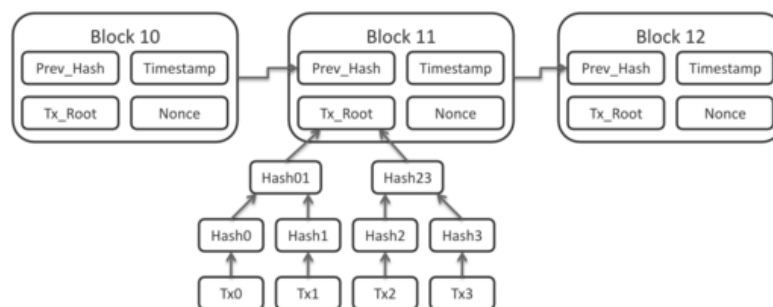 Block 10
Prev_Hash Timestamp
Tx_Root Nonce
Block 11
Prev_Hash Timestamp
Tx_Root Nonce
Block 12
Prev_Hash Timestamp
Tx_Root Nonce
Hash01 Hash23
Hash0 Hash1 Hash2 Hash3
Tx0 Tx1 Tx2 Tx3